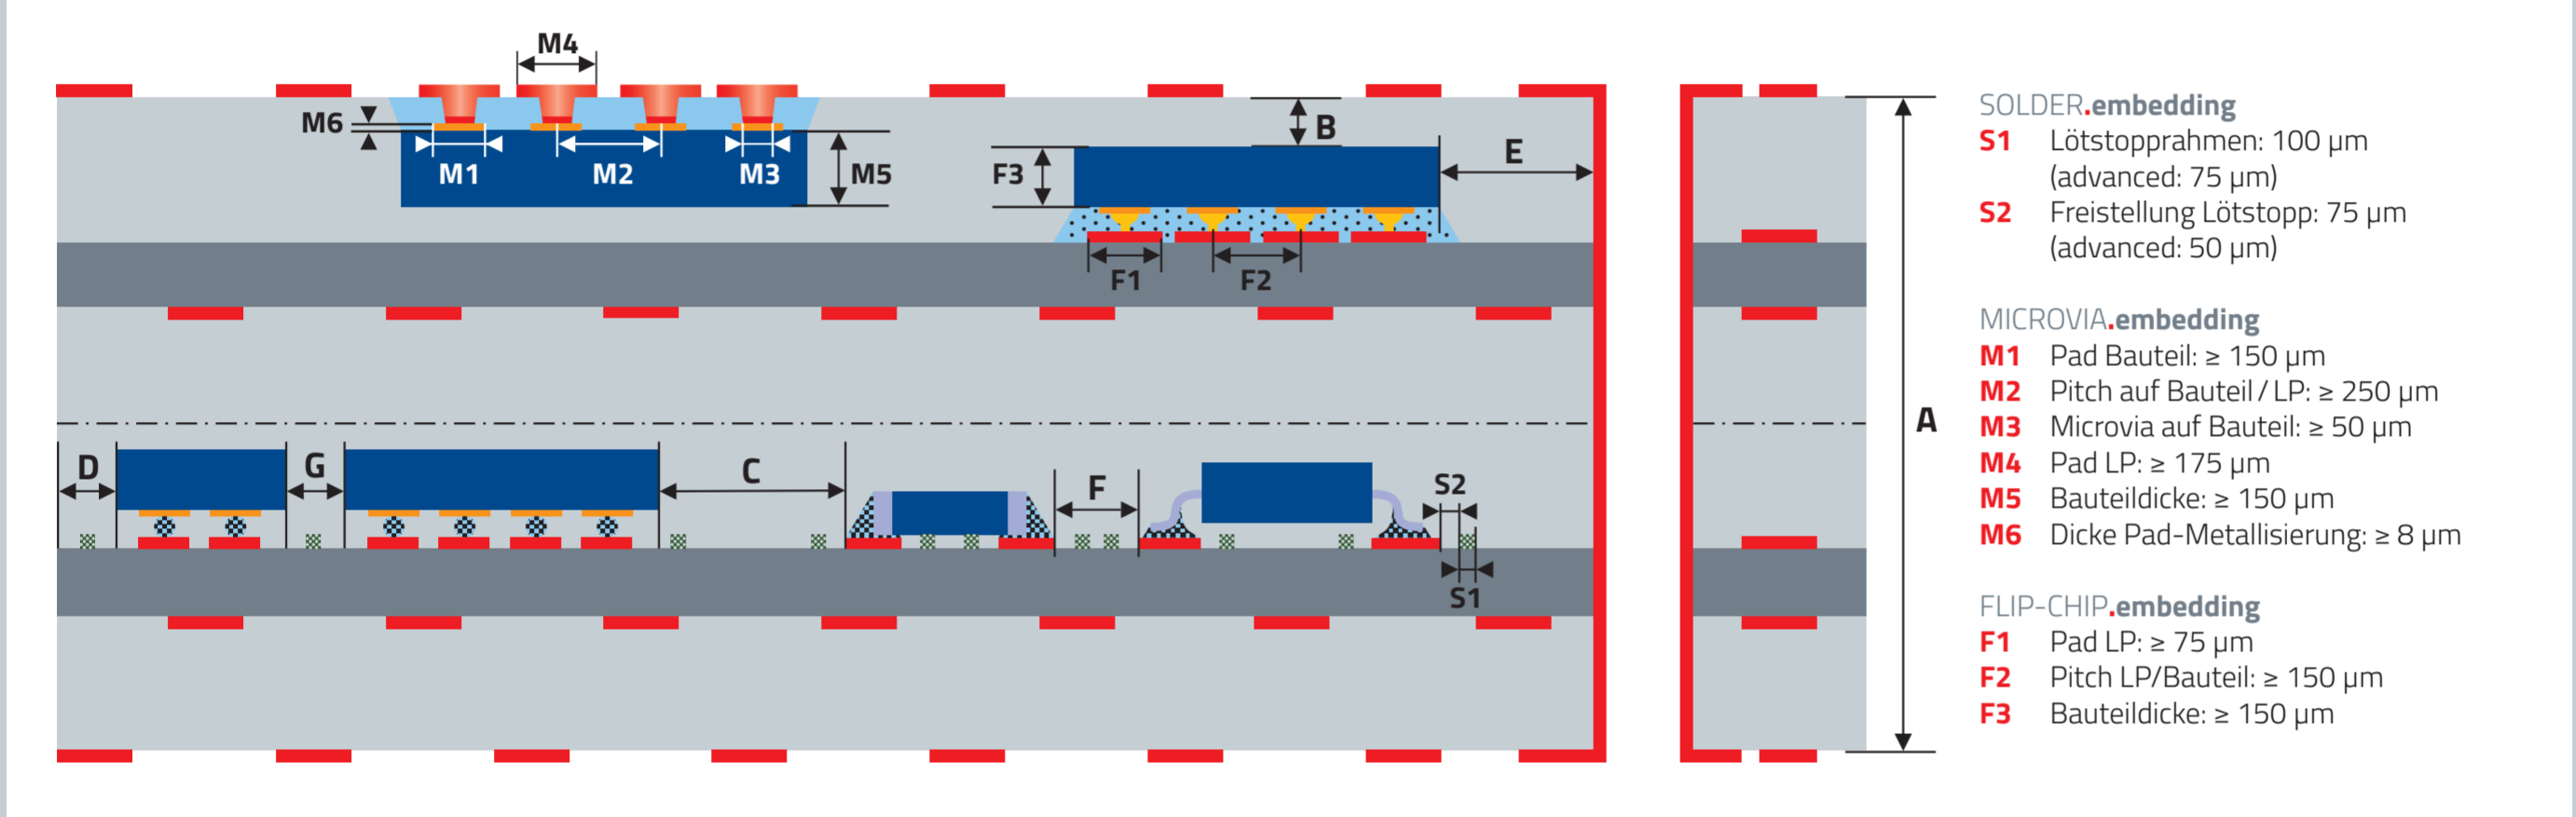 M4
M6
M1
M2
M3
M5
B
F3
E
F1
F2
D
G
C
F
S2
S1
A
SOLDER.embedding
S1 Lötstopprahmen: 100 µm
(advanced: 75 µm)
S2 Freistellung Lötstopp: 75 µm
(advanced: 50 µm)
MICROVIA.embedding
M1 Pad Bauteil: ≥ 150 µm
M2 Pitch auf Bauteil / LP: ≥ 250 µm
M3 Microvia auf Bauteil: ≥ 50 µm
M4 Pad LP: ≥ 175 µm
M5 Bauteildicke: ≥ 150 µm
M6 Dicke Pad-Metallisierung: ≥ 8 µm
FLIP-CHIP.embedding
F1 Pad LP: ≥ 75 µm
F2 Pitch LP/Bauteil: ≥ 150 µm
F3 Bauteildicke: ≥ 150 µm